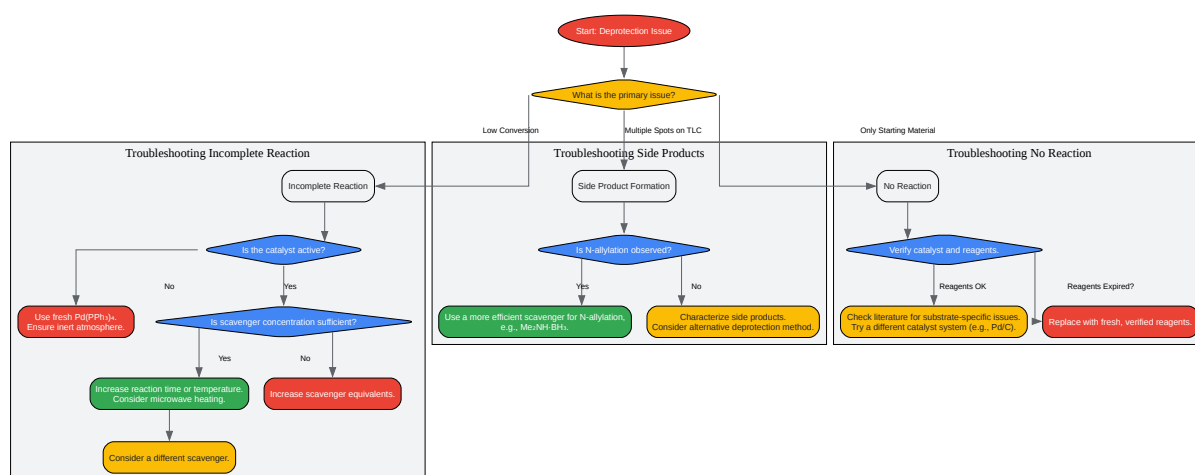 Start: Deprotection Issue
What is the primary issue?
Low Conversion
Multiple Spots on TLC
Only Starting Material
Troubleshooting Incomplete Reaction
Troubleshooting Side Products
Troubleshooting No Reaction
Incomplete Reaction
Side Product Formation
No Reaction
Is the catalyst active?
Is N-allylation observed?
Verify catalyst and reagents.
No
Yes
Yes
No
Reagents OK
Reagents Expired?
Use fresh Pd(PPh₃)₄.
Ensure inert atmosphere.
Is scavenger concentration sufficient?
Use a more efficient scavenger for N-allylation,
e.g., Me₂NH·BH₃.
Characterize side products.
Consider alternative deprotection method.
Check literature for substrate-specific issues.
Try a different catalyst system (e.g., Pd/C).
Replace with fresh, verified reagents.
Yes
No
Increase reaction time or temperature.
Consider microwave heating.
Increase scavenger equivalents.
Consider a different scavenger.